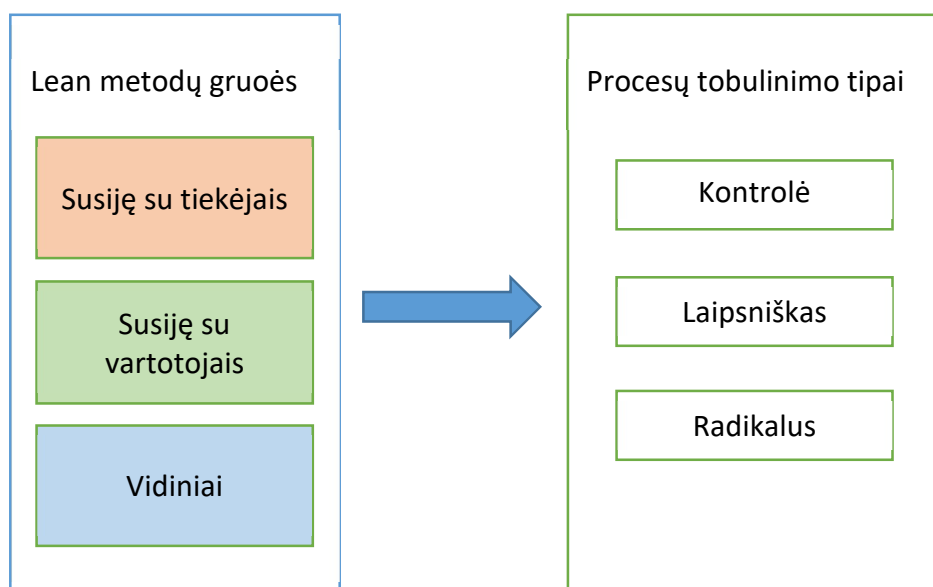 Lean metodų gruoės
Susiję su tiekėjais
Susiję su
vartotojais
Vidiniai
Procesų tobulinimo tipai
Kontrolė
Laipsniškas
Radikalus